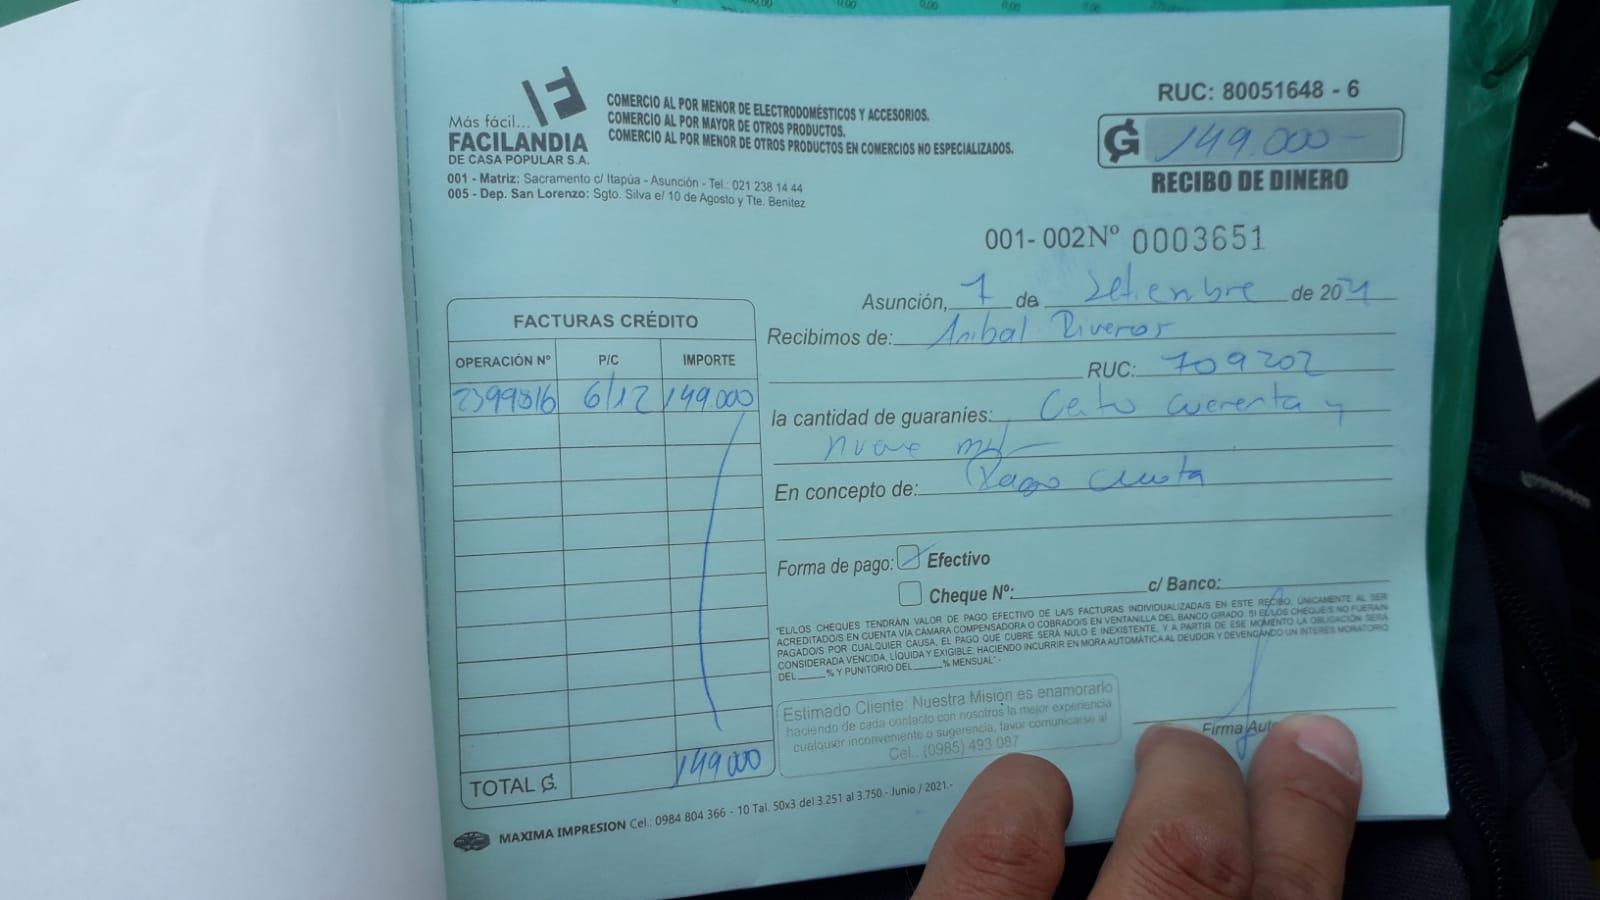 Más fácil...
FACILANDIA
DE CASA POPULAR S.A.
COMERCIO AL POR MENOR DE ELECTRODOMÉSTICOS Y ACCESORIOS.
COMERCIO AL POR MAYOR DE OTROS PRODUCTOS.
COMERCIO AL POR MENOR DE OTROS PRODUCTOS EN COMERCIOS NO ESPECIALIZADOS.
001 - Matriz: Sacramento c/ Itapúa - Asunción - Tel.: 021 238 14 44
005 - Dep. San Lorenzo: Sgto. Silva e/ 10 de Agosto y Tte. Benitez
RUC: 80051648 - 6
₲ 149.000-
RECIBO DE DINERO
001- 002 Nº 0003651
Asunción, 7 de Setiembre de 2021
Recibimos de: Anibal Riveros
RUC: 709202
la cantidad de guaraníes: Cento cuerenta y
nueve mil
En concepto de: Pago cuota
Forma de pago: Efectivo
Cheque Nº: c/ Banco:
"EL/LOS CHEQUES TENDRÁ/N VALOR DE PAGO EFECTIVO DE LA/S FACTURAS INDIVIDUALIZADA/S EN ESTE RECIBO, ÚNICAMENTE AL SER
ACREDITADO/S EN CUENTA VÍA CÁMARA COMPENSADORA O COBRADO/S EN VENTANILLA DEL BANCO GIRADO. SI EL/LOS CHEQUE/S NO FUERA/N
PAGADO/S POR CUALQUIER CAUSA, EL PAGO QUE CUBRE SERÁ NULO E INEXISTENTE, Y A PARTIR DE ESE MOMENTO LA OBLIGACIÓN SERÁ
CONSIDERADA VENCIDA, LÍQUIDA Y EXIGIBLE, HACIENDO INCURRIR EN MORA AUTOMÁTICA AL DEUDOR Y DEVENGANDO UN INTERÉS MORATORIO
DEL % Y PUNITORIO DEL % MENSUAL".-
Estimado Cliente: Nuestra Misión es enamorarlo
haciendo de cada contacto con nosotros la mejor experiencia
cualquier inconveniente o sugerencia, favor comunicarse al
Cel.: (0985) 493 087
Firma
FACTURAS CRÉDITO
OPERACIÓN Nº P/C IMPORTE
2399816 6/12 149.000
TOTAL ₲. 149 000
MAXIMA IMPRESION Cel.: 0984 804 366 - 10 Tal. 50x3 del 3.251 al 3.750.- Junio / 2021.-